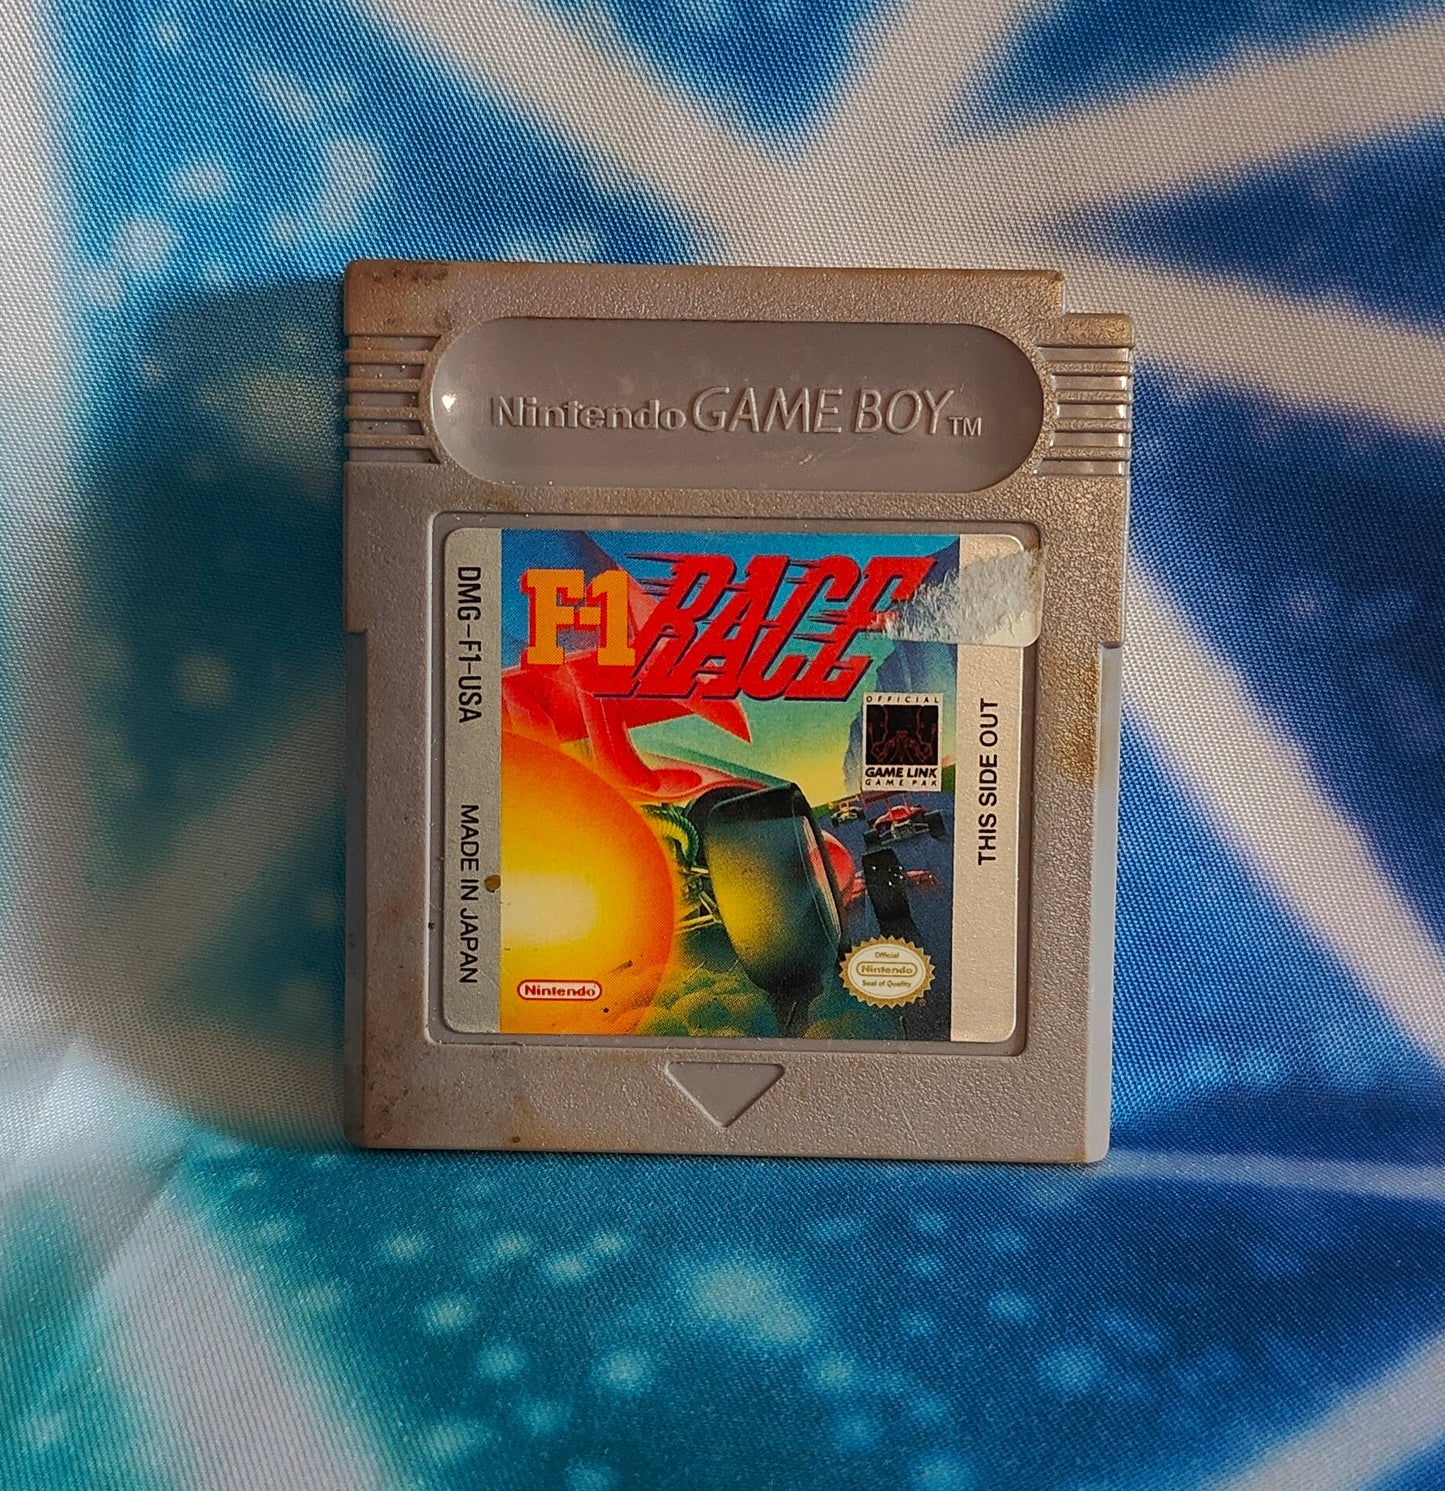 Nintendo GAME BOY TM
DMG-F1-USA
MADE IN JAPAN
F-1 RACE
OFFICIAL
GAME LINK
GAME PAK
THIS SIDE OUT
Nintendo
Official
Nintendo
Seal of Quality